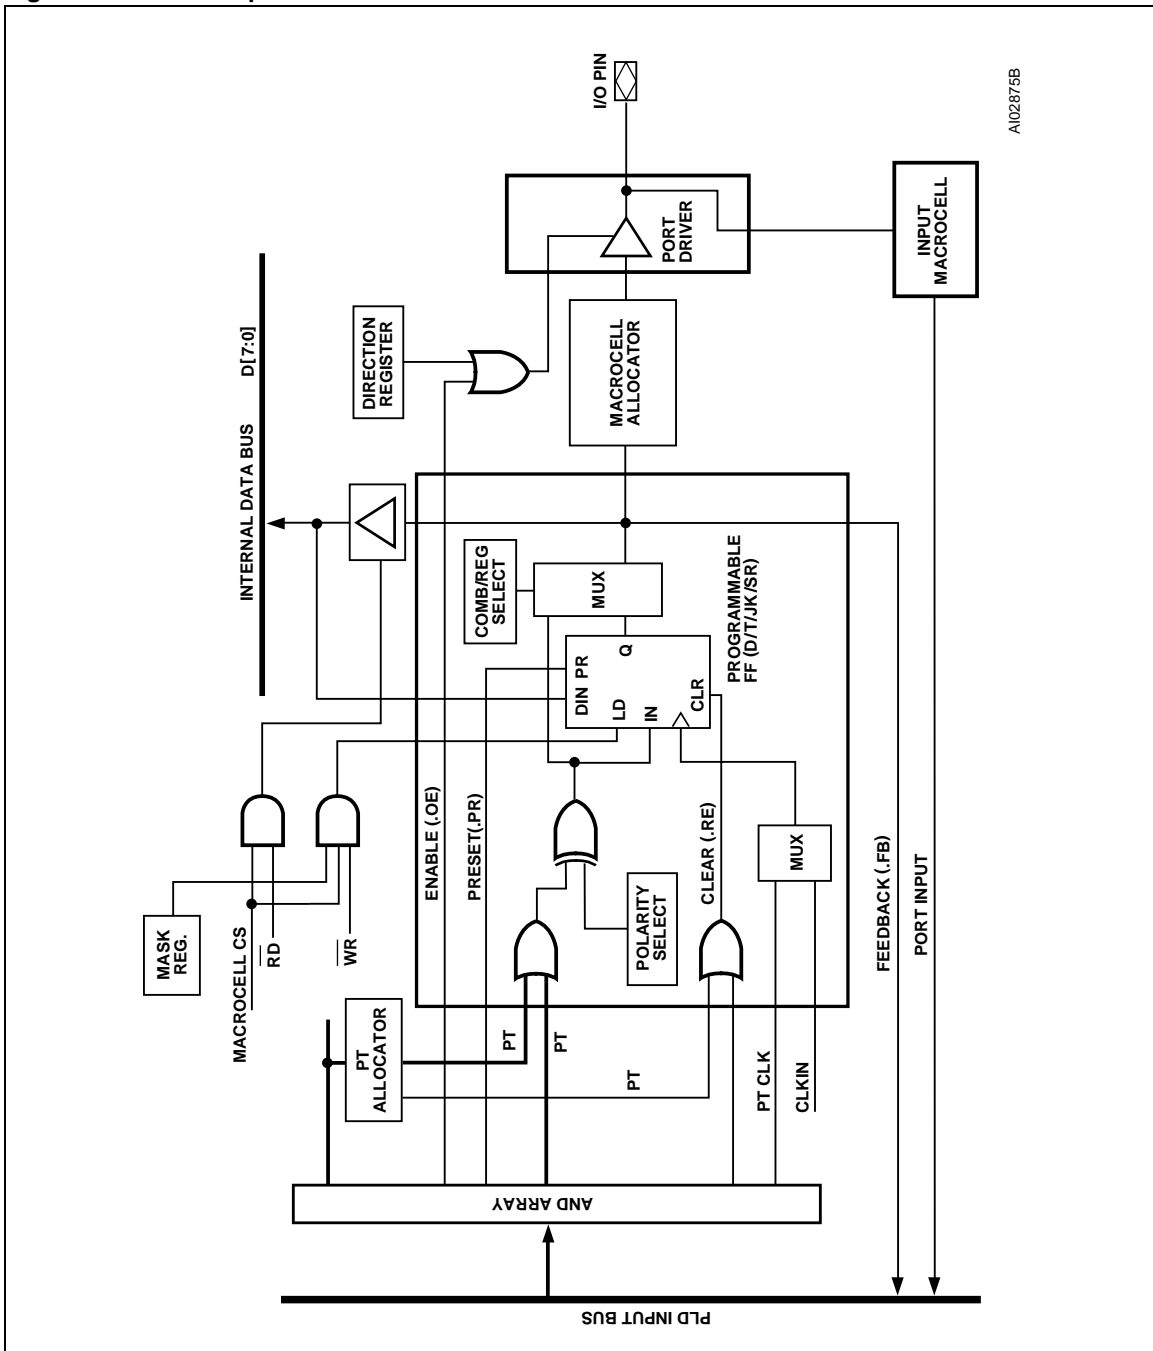 AI02875B
I/O PIN
INPUT
MACROCELL
PORT
DRIVER
D[7:0]
INTERNAL DATA BUS
DIRECTION
REGISTER
MACROCELL
ALLOCATOR
COMB/REG
SELECT
MUX
PROGRAMMABLE
FF (D/T/JK/SR)
DIN
PR
Q
LD
IN
CLR
MASK
REG.
MACROCELL CS
RD
WR
ENABLE (.OE)
PRESET(.PR)
POLARITY
SELECT
CLEAR (.RE)
MUX
FEEDBACK (.FB)
PORT INPUT
PT
ALLOCATOR
PT
PT
PT
PT CLK
CLKIN
AND ARRAY
PLD INPUT BUS